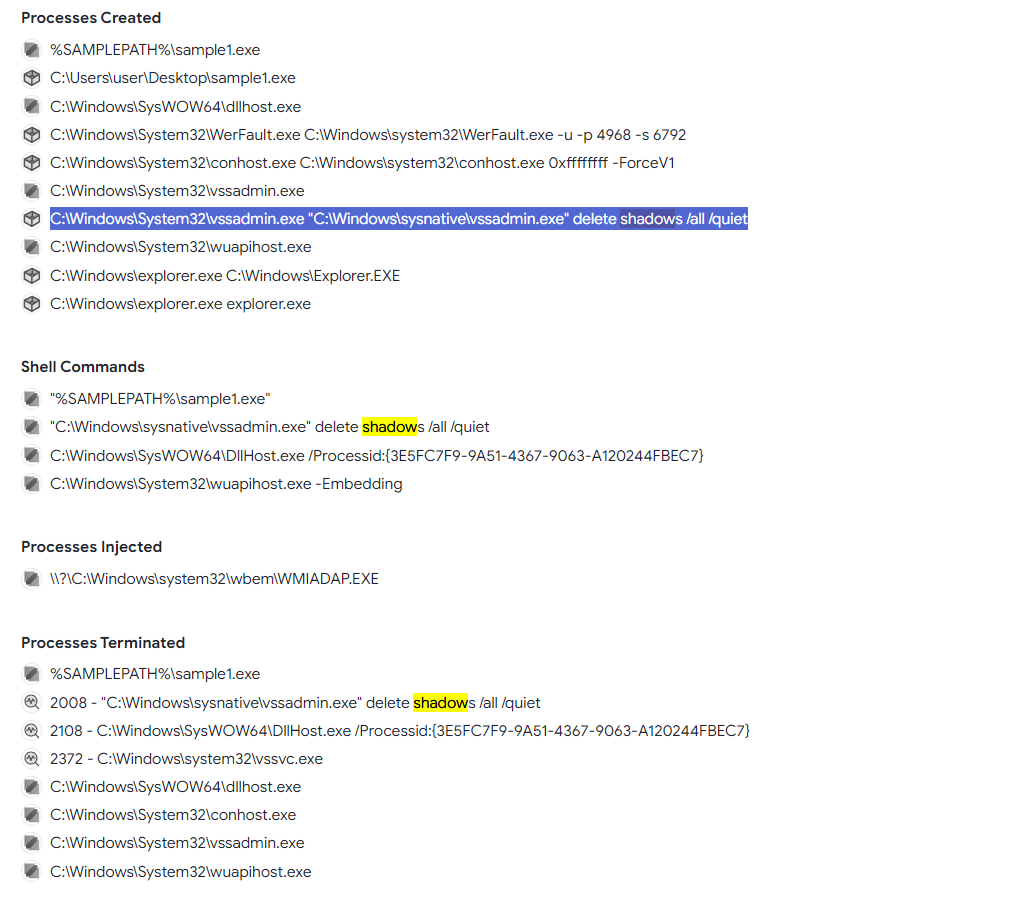 Processes Created
%SAMPLEPATH%\sample1.exe
C:\Users\user\Desktop\sample1.exe
C:\Windows\SysWOW64\dllhost.exe
C:\Windows\System32\WerFault.exe C:\Windows\system32\WerFault.exe -u -p 4968 -s 6792
C:\Windows\System32\conhost.exe C:\Windows\system32\conhost.exe 0xffffffff -ForceV1
C:\Windows\System32\vssadmin.exe
C:\Windows\System32\vssadmin.exe "C:\Windows\sysnative\vssadmin.exe" delete shadows /all /quiet
C:\Windows\System32\wuapihost.exe
C:\Windows\explorer.exe C:\Windows\Explorer.EXE
C:\Windows\explorer.exe explorer.exe
Shell Commands
"%SAMPLEPATH%\sample1.exe"
"C:\Windows\sysnative\vssadmin.exe" delete shadows /all /quiet
C:\Windows\SysWOW64\DllHost.exe /Processid:{3E5FC7F9-9A51-4367-9063-A120244FBEC7}
C:\Windows\System32\wuapihost.exe -Embedding
Processes Injected
\\?\C:\Windows\system32\wbem\WMIADAP.EXE
Processes Terminated
%SAMPLEPATH%\sample1.exe
2008 - "C:\Windows\sysnative\vssadmin.exe" delete shadows /all /quiet
2108 - C:\Windows\SysWOW64\DllHost.exe /Processid:{3E5FC7F9-9A51-4367-9063-A120244FBEC7}
2372 - C:\Windows\system32\vssvc.exe
C:\Windows\SysWOW64\dllhost.exe
C:\Windows\System32\conhost.exe
C:\Windows\System32\vssadmin.exe
C:\Windows\System32\wuapihost.exe